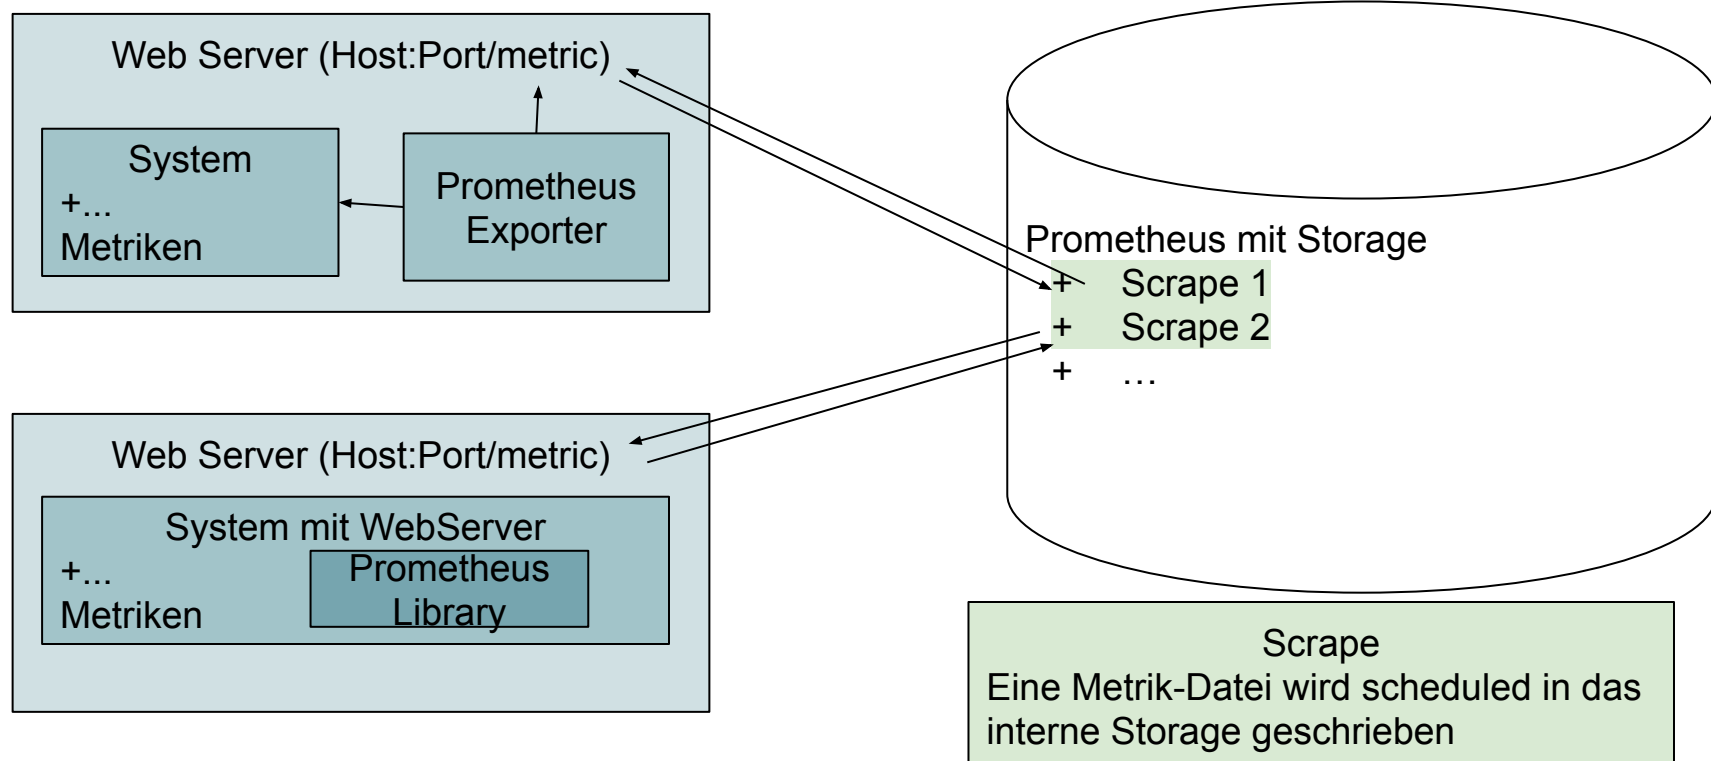 Web Server (Host:Port/metric)
System
+...
Metriken
Prometheus
Exporter
Web Server (Host:Port/metric)
System mit WebServer
+...
Metriken
Prometheus
Library
Prometheus mit Storage
+ Scrape 1
+ Scrape 2
+ …
Scrape
Eine Metrik-Datei wird scheduled in das
interne Storage geschrieben